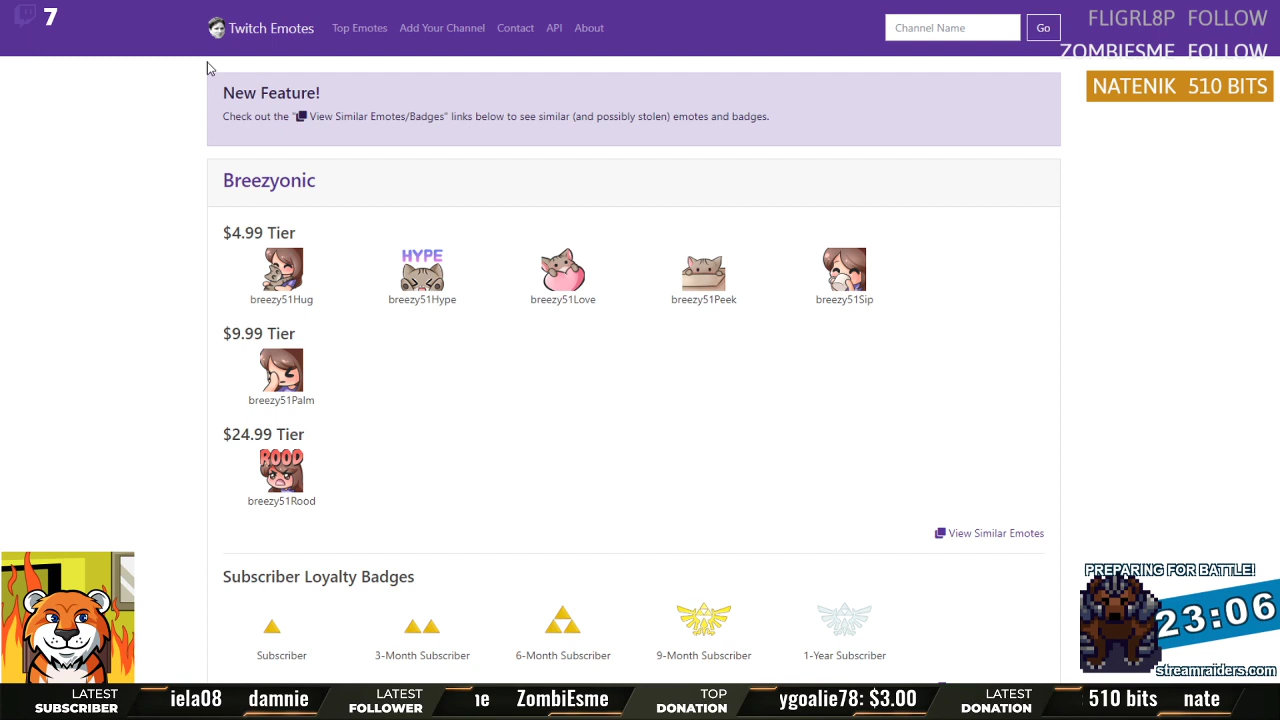 7
Twitch Emotes Top Emotes Add Your Channel Contact API About Channel Name Go
FLIGRL8P FOLLOW
ZOMBIESME FOLLOW
NATENIK 510 BITS
New Feature!
Check out the "View Similar Emotes/Badges" links below to see similar (and possibly stolen) emotes and badges.
Breezyonic
$4.99 Tier
HYPE
breezy51Hug breezy51Hype breezy51Love breezy51Peek breezy51Sip
$9.99 Tier
breezy51Palm
$24.99 Tier
ROOD
breezy51Rood
View Similar Emotes
Subscriber Loyalty Badges
Subscriber 3-Month Subscriber 6-Month Subscriber 9-Month Subscriber 1-Year Subscriber
PREPARING FOR BATTLE!
23:06
streamraiders.com
LATEST SUBSCRIBER iela08 damnie LATEST FOLLOWER ne ZombiEsme TOP DONATION ygoalie78: $3.00 LATEST DONATION 510 bits nate